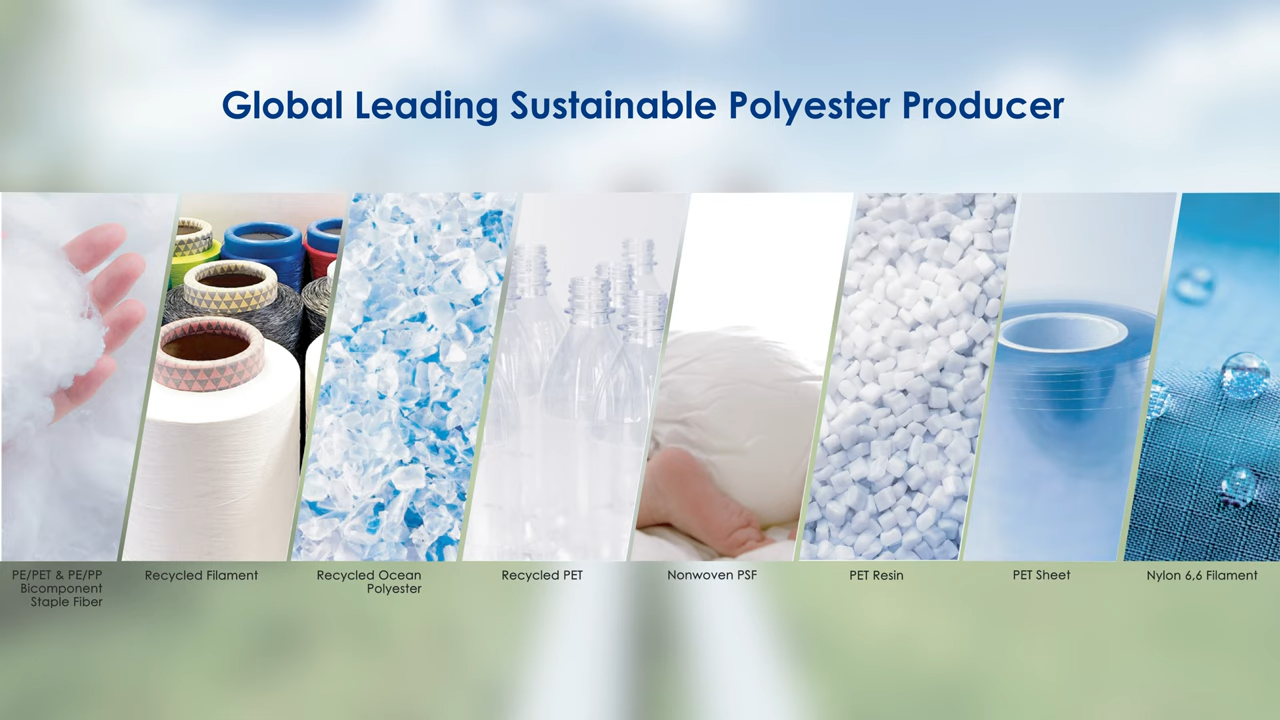 Global Leading Sustainable Polyester Producer
PE/PET & PE/PP
Bicomponent
Staple Fiber
Recycled Filament
Recycled Ocean
Polyester
Recycled PET
Nonwoven PSF
PET Resin
PET Sheet
Nylon 6,6 Filament